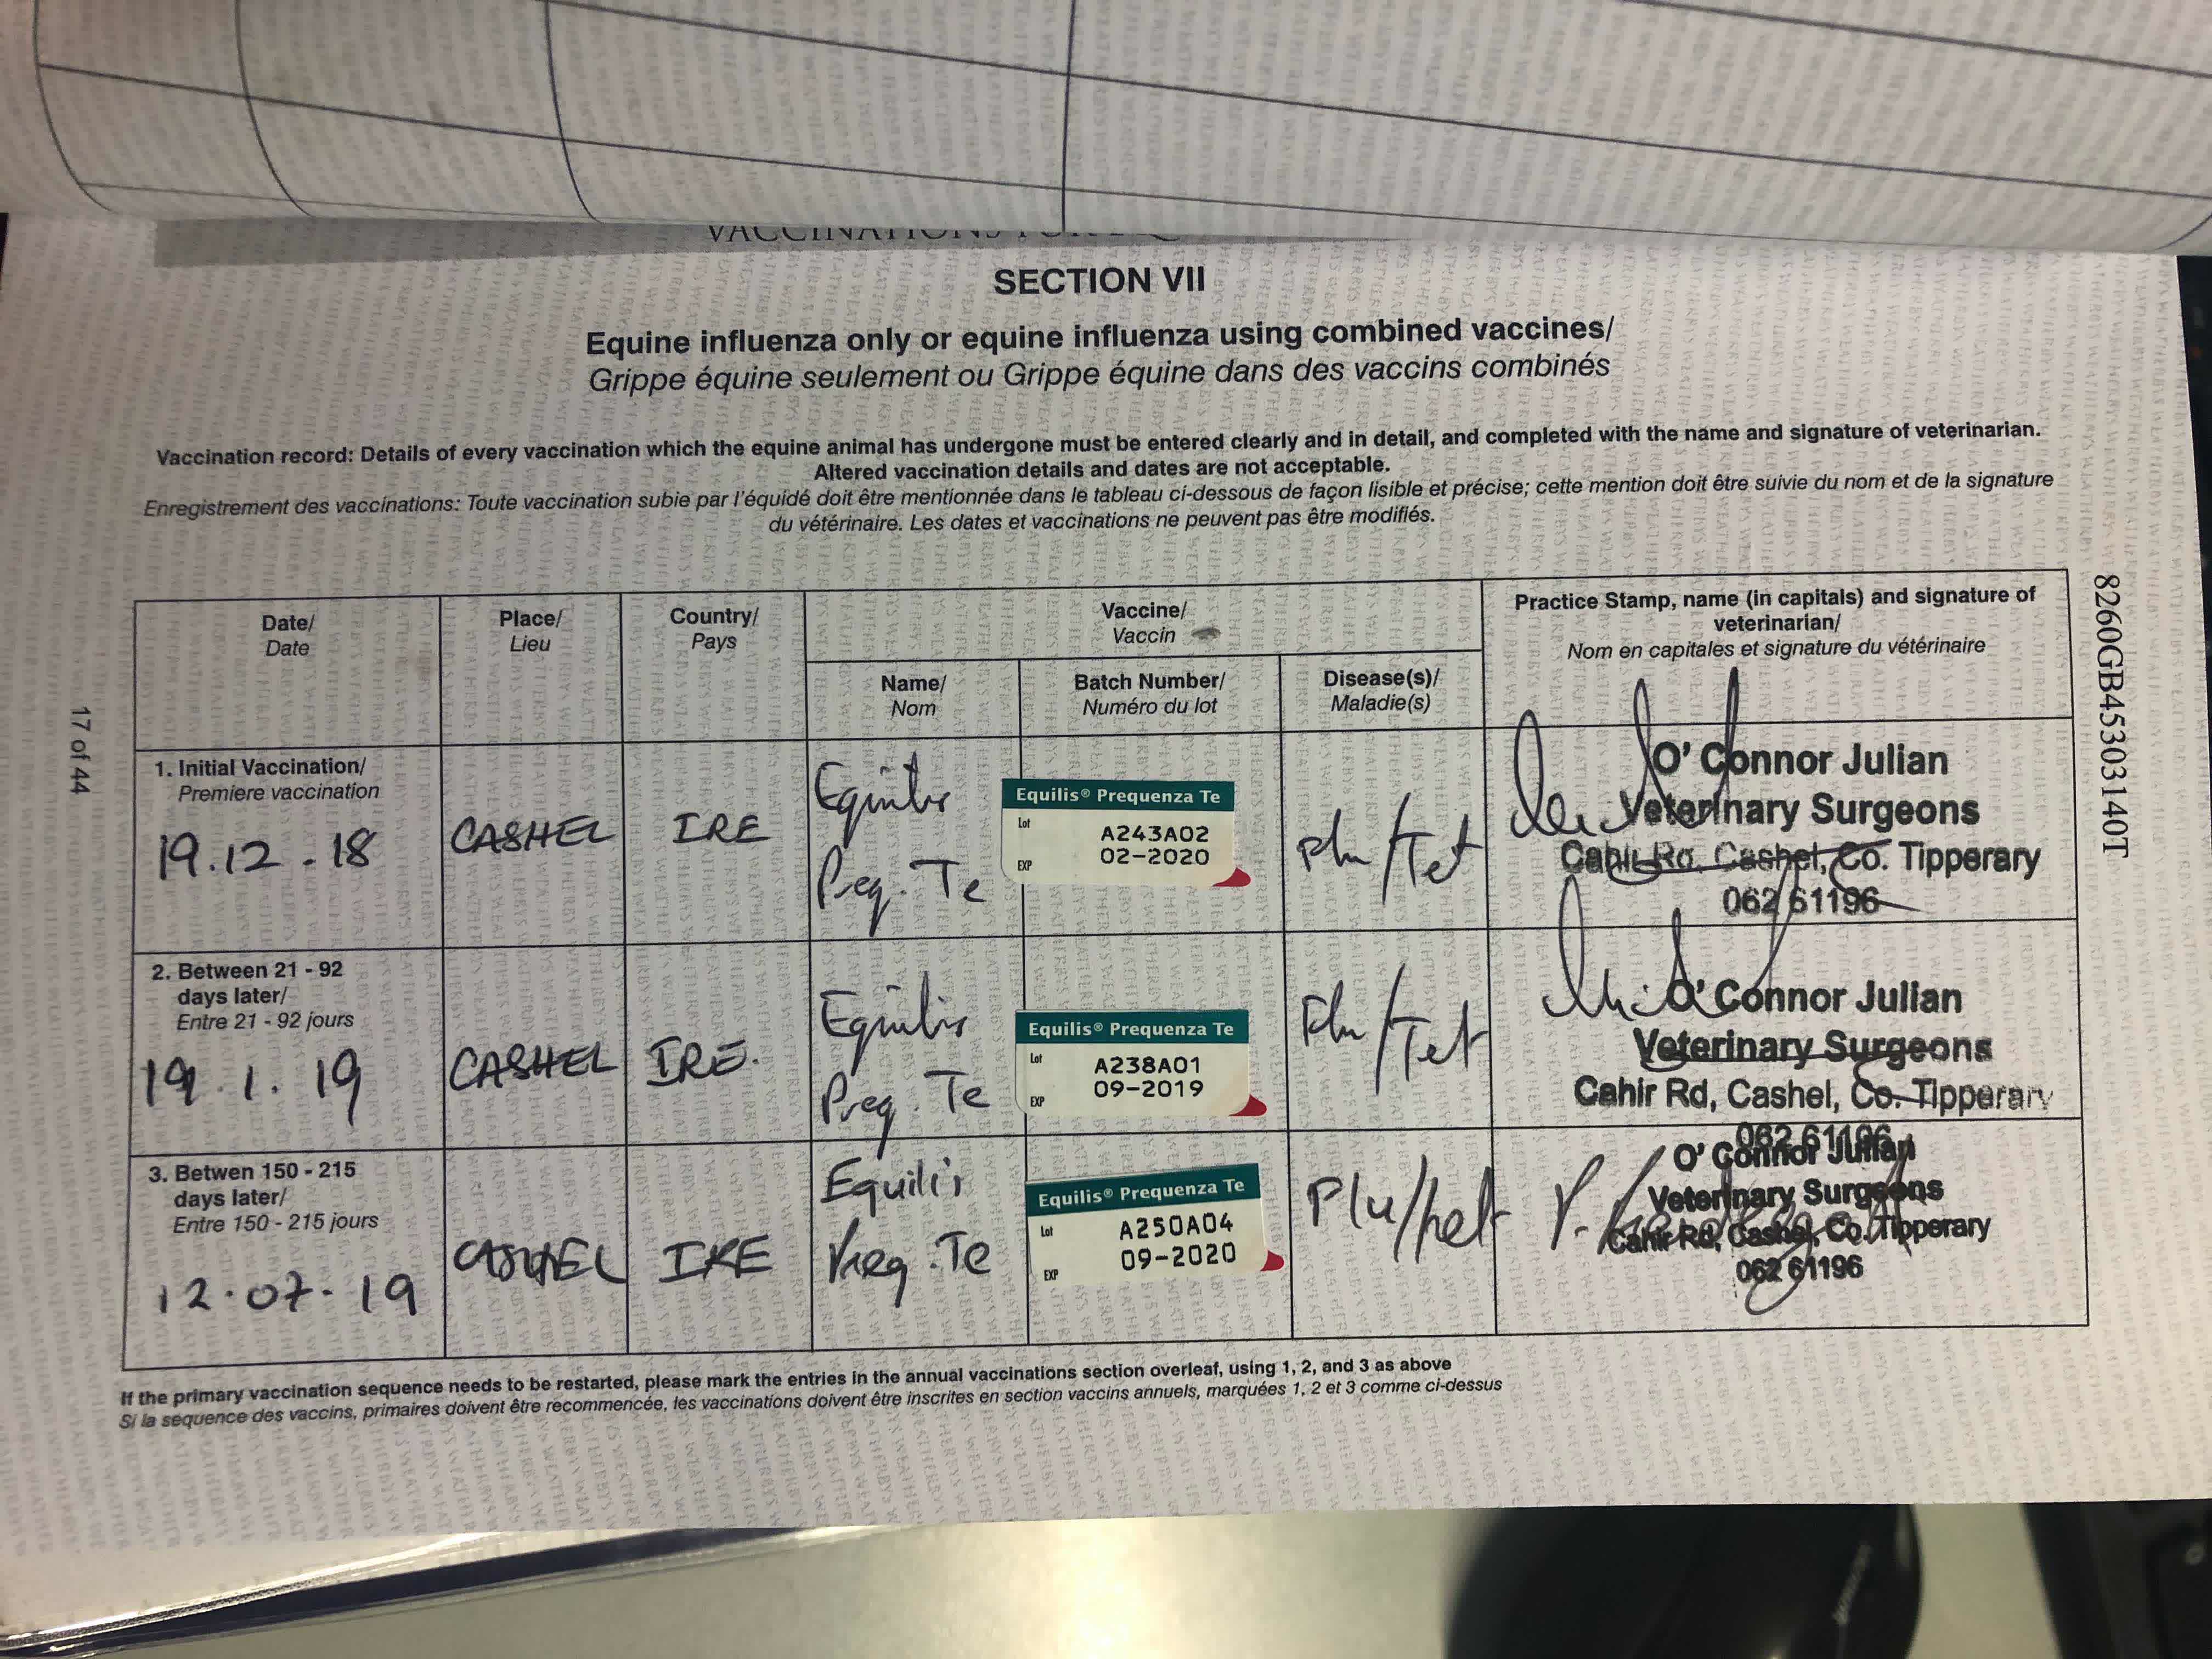 SECTION VII
Equine influenza only or equine influenza using combined vaccines/
Grippe équine seulement ou Grippe équine dans des vaccins combinés
Vaccination record: Details of every vaccination which the equine animal has undergone must be entered clearly and in detail, and completed with the name and signature of veterinarian.
Altered vaccination details and dates are not acceptable.
Enregistrement des vaccinations: Toute vaccination subie par l'équidé doit être mentionnée dans le tableau ci-dessous de façon lisible et précise; cette mention doit être suivie du nom et de la signature
du vétérinaire. Les dates et vaccinations ne peuvent pas être modifiés.
Date/
Date
Place/
Lieu
Country/
Pays
Vaccine/
Vaccin
Name/
Nom
Batch Number/
Numéro du lot
Disease(s)/
Maladie(s)
Practice Stamp, name (in capitals) and signature of
veterinarian/
Nom en capitales et signature du vétérinaire
1. Initial Vaccination/
Premiere vaccination
19.12.18
CASHEL
IRE
Equilis
Preq. Te
Equilis® Prequenza Te
Lot A243A02
EXP 02-2020
Flu/Tet
O' Connor Julian
Veterinary Surgeons
Cahir Rd, Cashel, Co. Tipperary
062 61196
2. Between 21 - 92
days later/
Entre 21 - 92 jours
19.1.19
CASHEL
IRE.
Equilis
Preq. Te
Equilis® Prequenza Te
Lot A238A01
EXP 09-2019
Flu/Tet
O' Connor Julian
Veterinary Surgeons
Cahir Rd, Cashel, Co. Tipperary
062 61196
3. Betwen 150 - 215
days later/
Entre 150 - 215 jours
12.07.19
CASHEL
IRE
Equilis
Preq. Te
Equilis® Prequenza Te
Lot A250A04
EXP 09-2020
Flu/tet
O' Connor Julian
Veterinary Surgeons
Cahir Rd, Cashel, Co. Tipperary
062 61196
If the primary vaccination sequence needs to be restarted, please mark the entries in the annual vaccinations section overleaf, using 1, 2, and 3 as above
Si la sequence des vaccins, primaires doivent être recommencée, les vaccinations doivent être inscrites en section vaccins annuels, marquées 1, 2 et 3 comme ci-dessus
17 of 44
8260GB45303140T